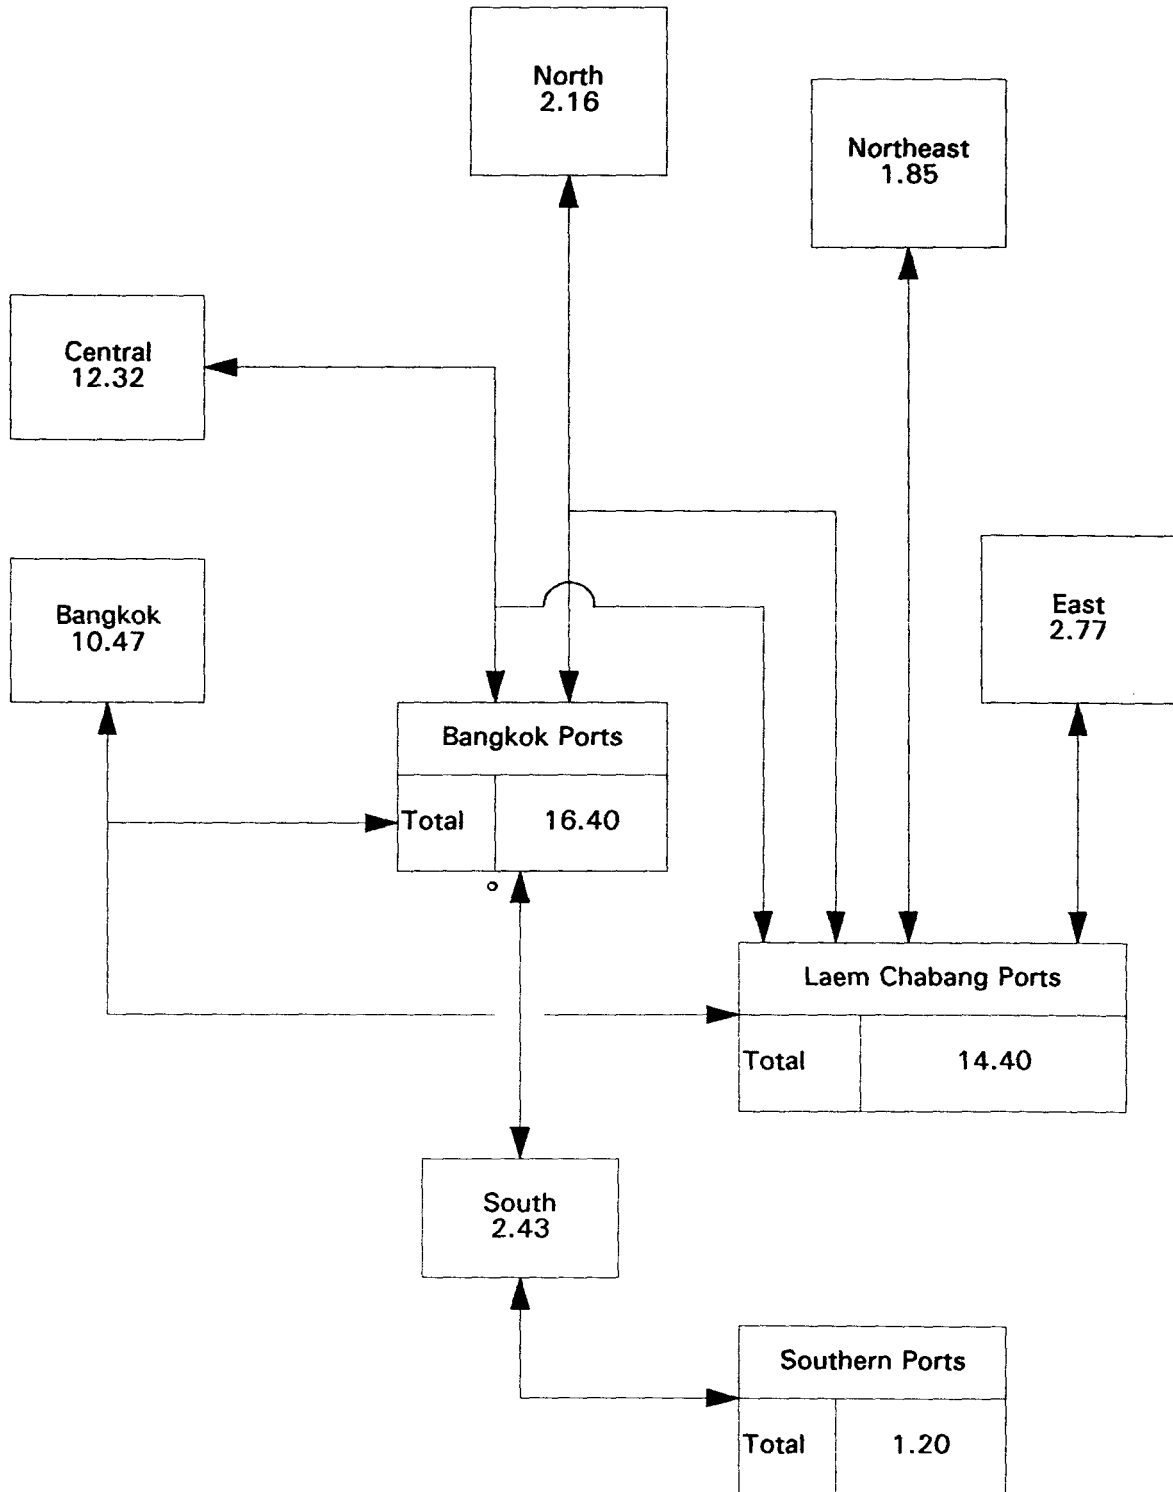 North
2.16
Northeast
1.85
Central
12.32
Bangkok
10.47
East
2.77
Bangkok Ports
Total 16.40
Laem Chabang Ports
Total 14.40
South
2.43
Southern Ports
Total 1.20